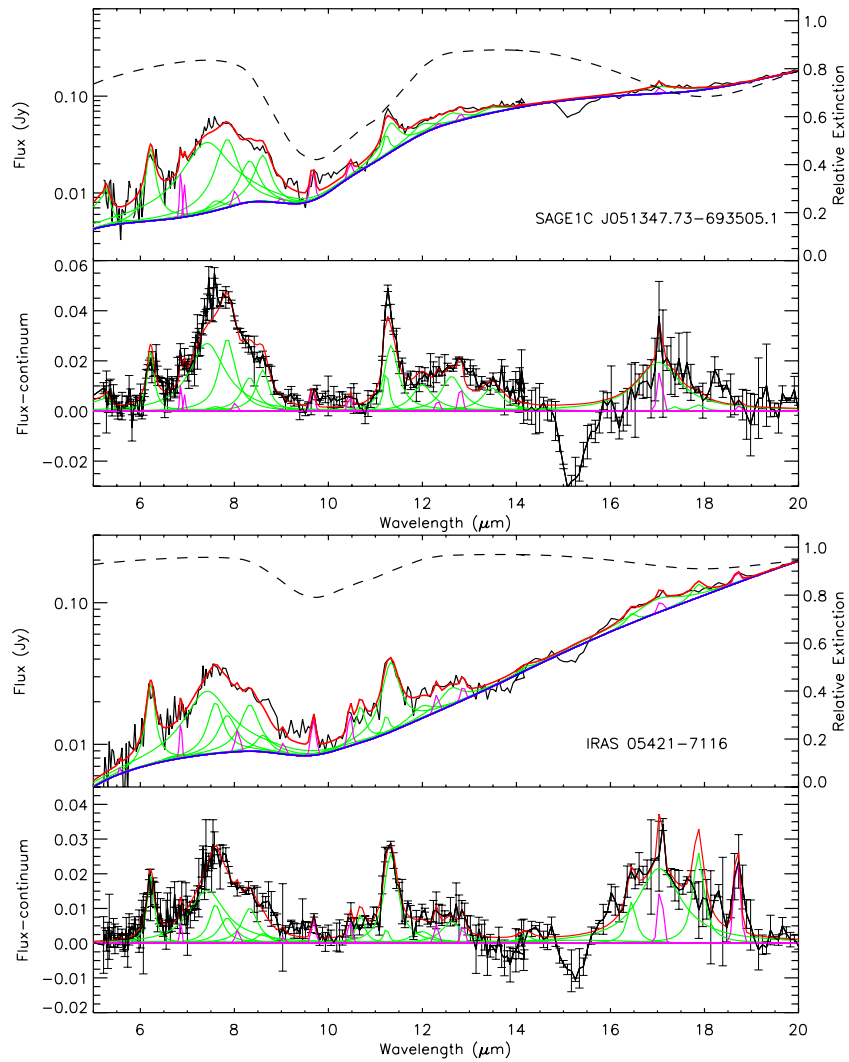 Flux (Jy)
0.10
0.01
1.0
0.8
0.6
0.4
0.2
0.0
Relative Extinction
SAGE1C J051347.73−693505.1
Flux−continuum
0.06
0.04
0.02
0.00
−0.02
6 8 10 12 14 16 18 20
Wavelength (μm)
Flux (Jy)
0.10
0.01
1.0
0.8
0.6
0.4
0.2
0.0
Relative Extinction
IRAS 05421−7116
Flux−continuum
0.04
0.03
0.02
0.01
0.00
−0.01
−0.02
6 8 10 12 14 16 18 20
Wavelength (μm)